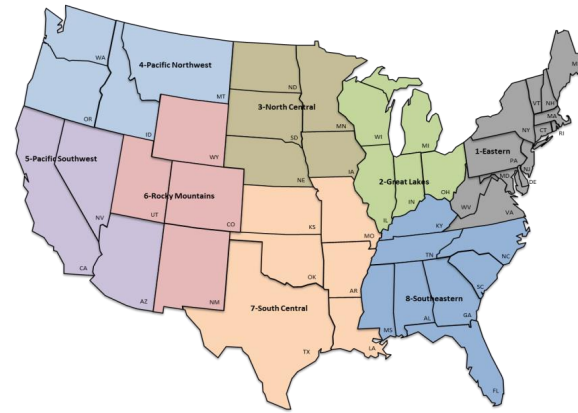 WA
4-Pacific Northwest
MT
ND
OR
ID
3-North Central
MN
SD
WI
MI
VT
NH
MA
NY
CT
RI
1-Eastern
PA
NJ
MD
DE
5-Pacific Southwest
WY
NE
IA
2-Great Lakes
OH
IN
IL
WV
VA
6-Rocky Mountains
NV
UT
CO
KS
MO
KY
CA
AZ
NM
OK
AR
TN
NC
SC
7-South Central
8-Southeastern
MS
AL
GA
TX
LA
FL